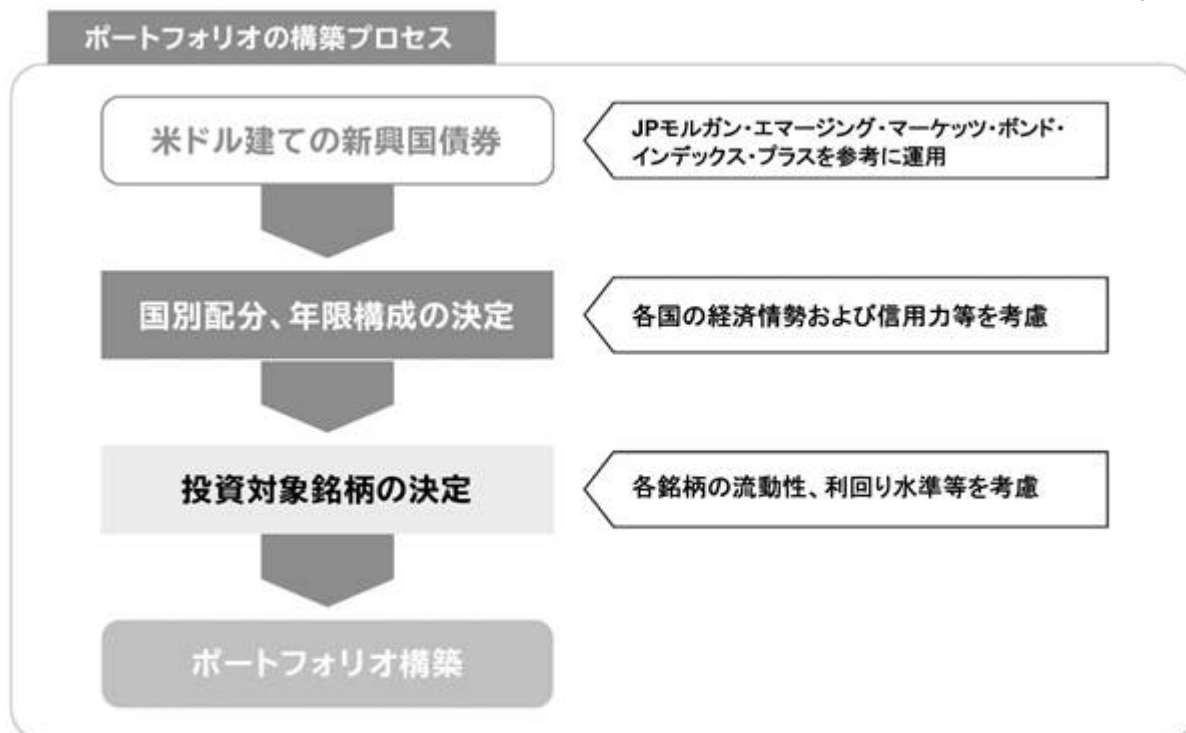 ポートフォリオの構築プロセス
米ドル建ての新興国債券
JPモルガン・エマージング・マーケッツ・ボンド・
インデックス・プラスを参考に運用
国別配分、年限構成の決定
各国の経済情勢および信用力等を考慮
投資対象銘柄の決定
各銘柄の流動性、利回り水準等を考慮
ポートフォリオ構築